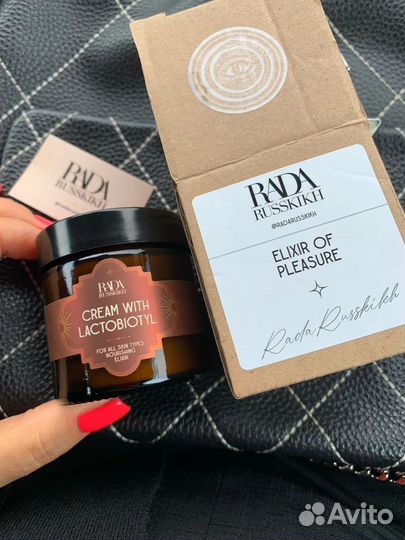 RADA
RUSSKIKH
@RADARUSSKIKH
RADA
RUSSKIKH
@RADARUSSKIKH
ELIXIR OF
PLEASURE
Rada Russkikh
RADA
RUSSKIKH
CREAM WITH
LACTOBIOTYL
FOR ALL SKIN TYPES
NOURISHING
ELIXIR
Avito